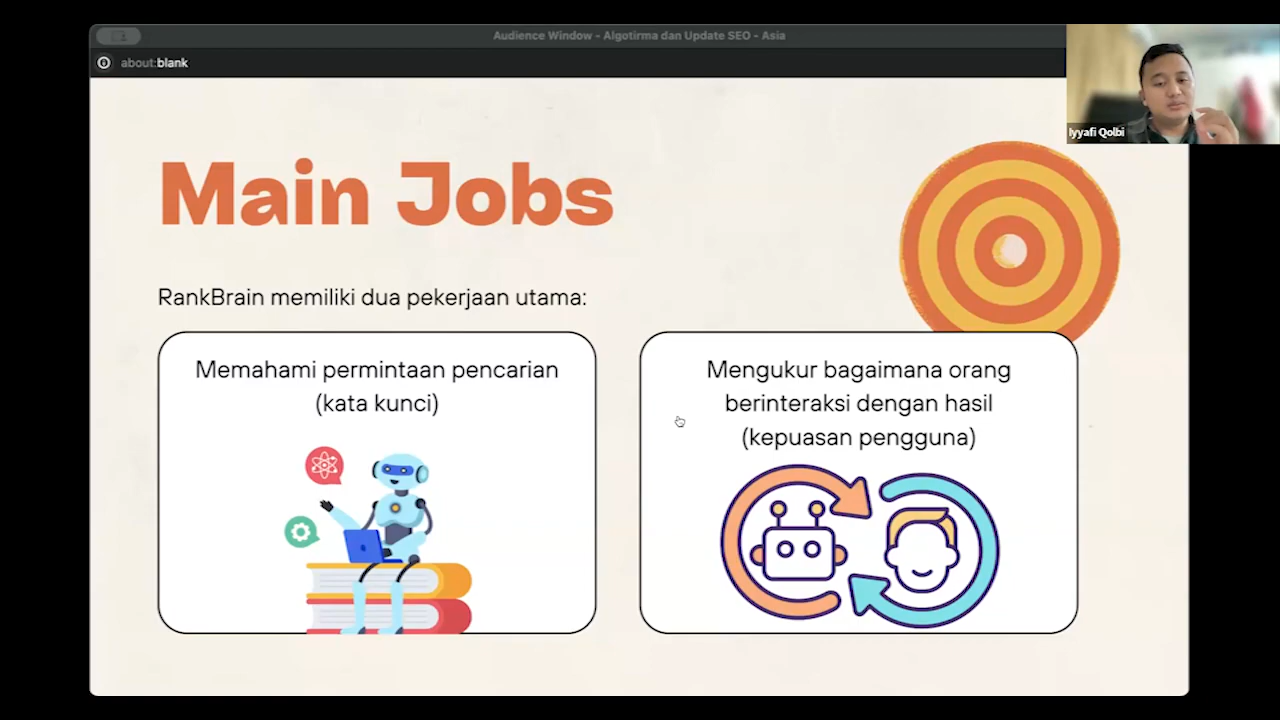 Audience Window - Algotirma dan Update SEO - Asia
about:blank
Iyyafi Qolbi
Main Jobs
RankBrain memiliki dua pekerjaan utama:
Memahami permintaan pencarian
(kata kunci)
Mengukur bagaimana orang
berinteraksi dengan hasil
(kepuasan pengguna)